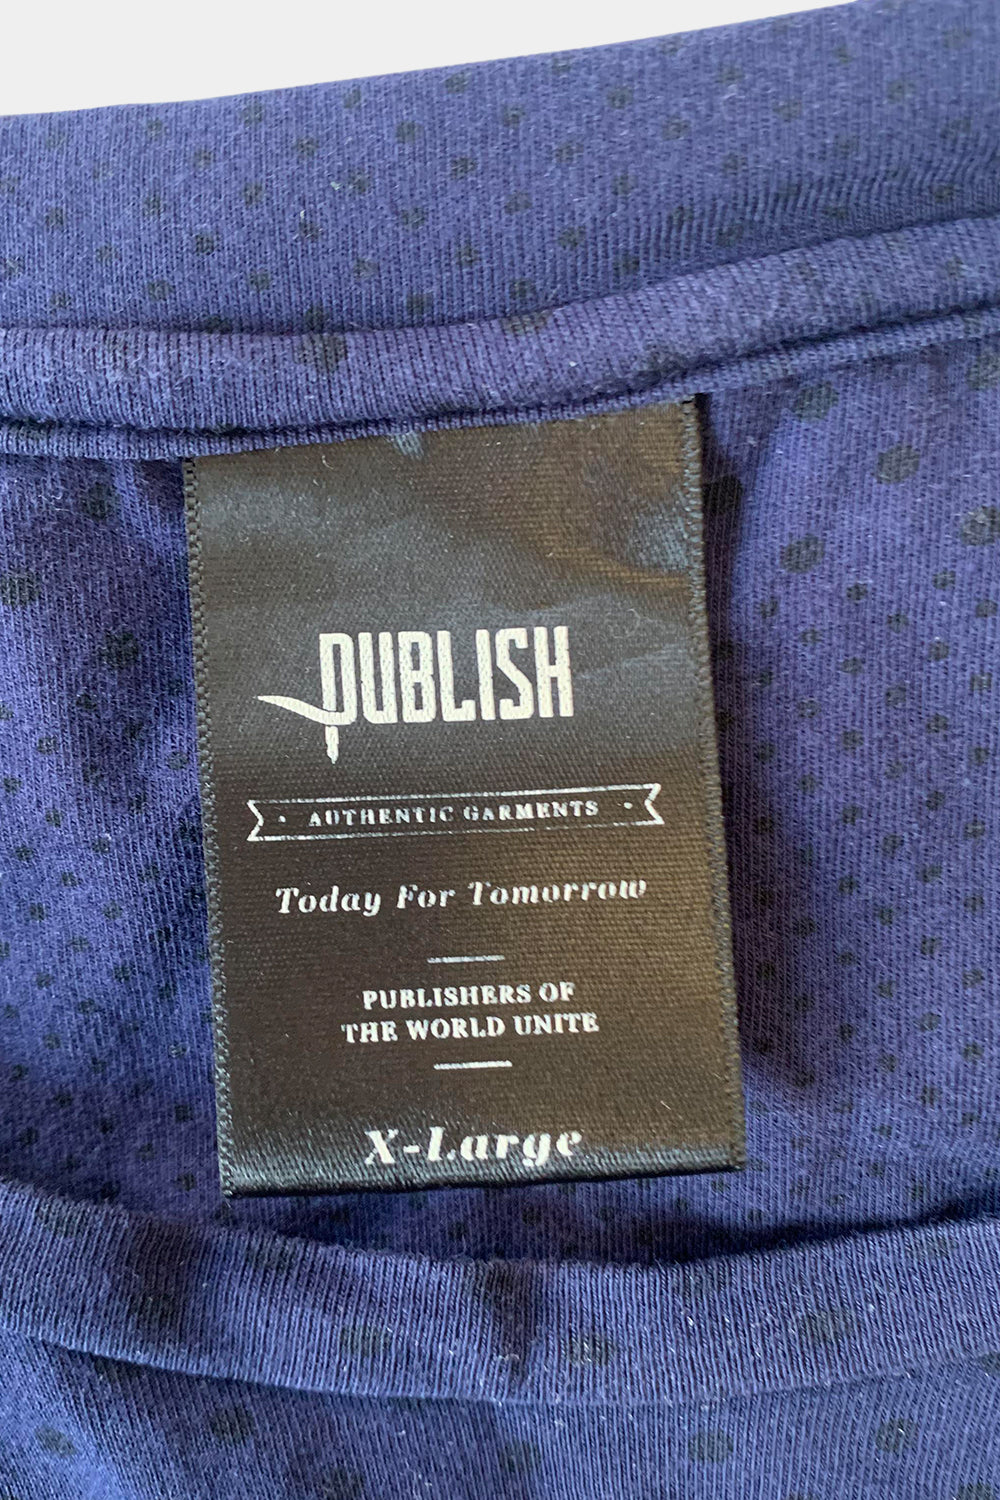 PUBLISH
AUTHENTIC GARMENTS
Today For Tomorrow
PUBLISHERS OF
THE WORLD UNITE
X-Large